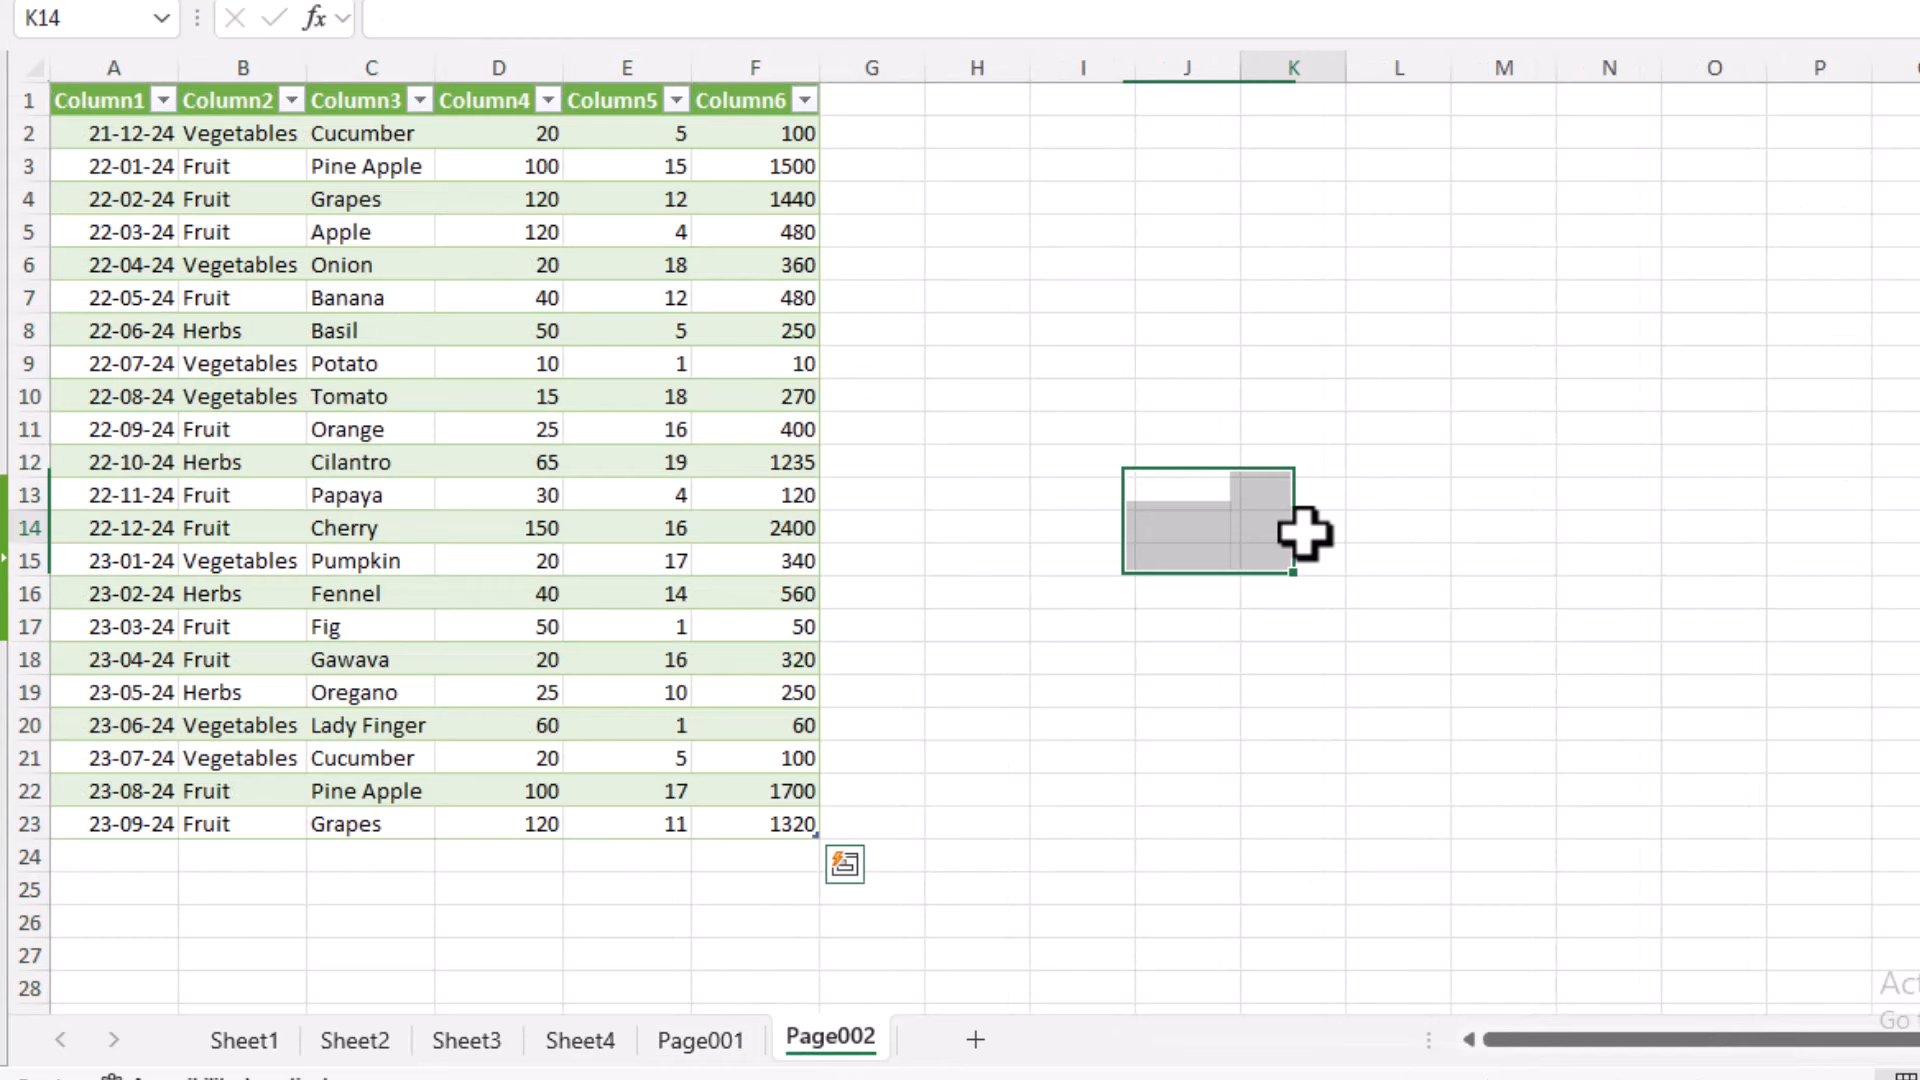 K14 fx
A B C D E F G H I J K L M N O P
1 Column1 Column2 Column3 Column4 Column5 Column6
2 21-12-24 Vegetables Cucumber 20 5 100
3 22-01-24 Fruit Pine Apple 100 15 1500
4 22-02-24 Fruit Grapes 120 12 1440
5 22-03-24 Fruit Apple 120 4 480
6 22-04-24 Vegetables Onion 20 18 360
7 22-05-24 Fruit Banana 40 12 480
8 22-06-24 Herbs Basil 50 5 250
9 22-07-24 Vegetables Potato 10 1 10
10 22-08-24 Vegetables Tomato 15 18 270
11 22-09-24 Fruit Orange 25 16 400
12 22-10-24 Herbs Cilantro 65 19 1235
13 22-11-24 Fruit Papaya 30 4 120
14 22-12-24 Fruit Cherry 150 16 2400
15 23-01-24 Vegetables Pumpkin 20 17 340
16 23-02-24 Herbs Fennel 40 14 560
17 23-03-24 Fruit Fig 50 1 50
18 23-04-24 Fruit Gawava 20 16 320
19 23-05-24 Herbs Oregano 25 10 250
20 23-06-24 Vegetables Lady Finger 60 1 60
21 23-07-24 Vegetables Cucumber 20 5 100
22 23-08-24 Fruit Pine Apple 100 17 1700
23 23-09-24 Fruit Grapes 120 11 1320
24
25
26
27
28
Act
Go
Sheet1 Sheet2 Sheet3 Sheet4 Page001 Page002